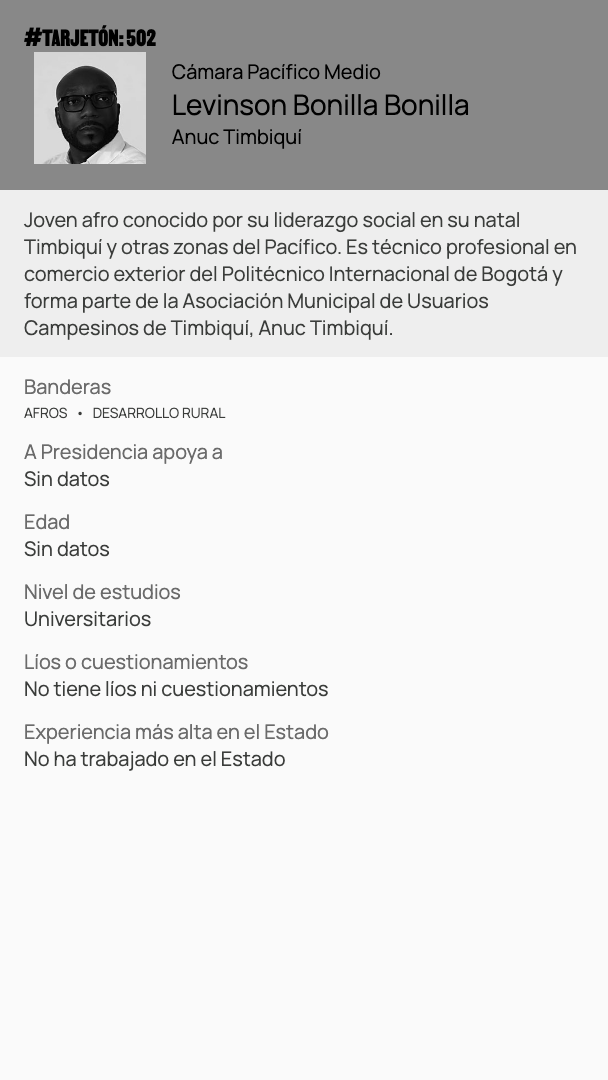 #TARJETÓN: 502
Cámara Pacífico Medio
Levinson Bonilla Bonilla
Anuc Timbiquí
Joven afro conocido por su liderazgo social en su natal
Timbiquí y otras zonas del Pacífico. Es técnico profesional en
comercio exterior del Politécnico Internacional de Bogotá y
forma parte de la Asociación Municipal de Usuarios
Campesinos de Timbiquí, Anuc Timbiquí.
Banderas
AFROS • DESARROLLO RURAL
A Presidencia apoya a
Sin datos
Edad
Sin datos
Nivel de estudios
Universitarios
Líos o cuestionamientos
No tiene líos ni cuestionamientos
Experiencia más alta en el Estado
No ha trabajado en el Estado